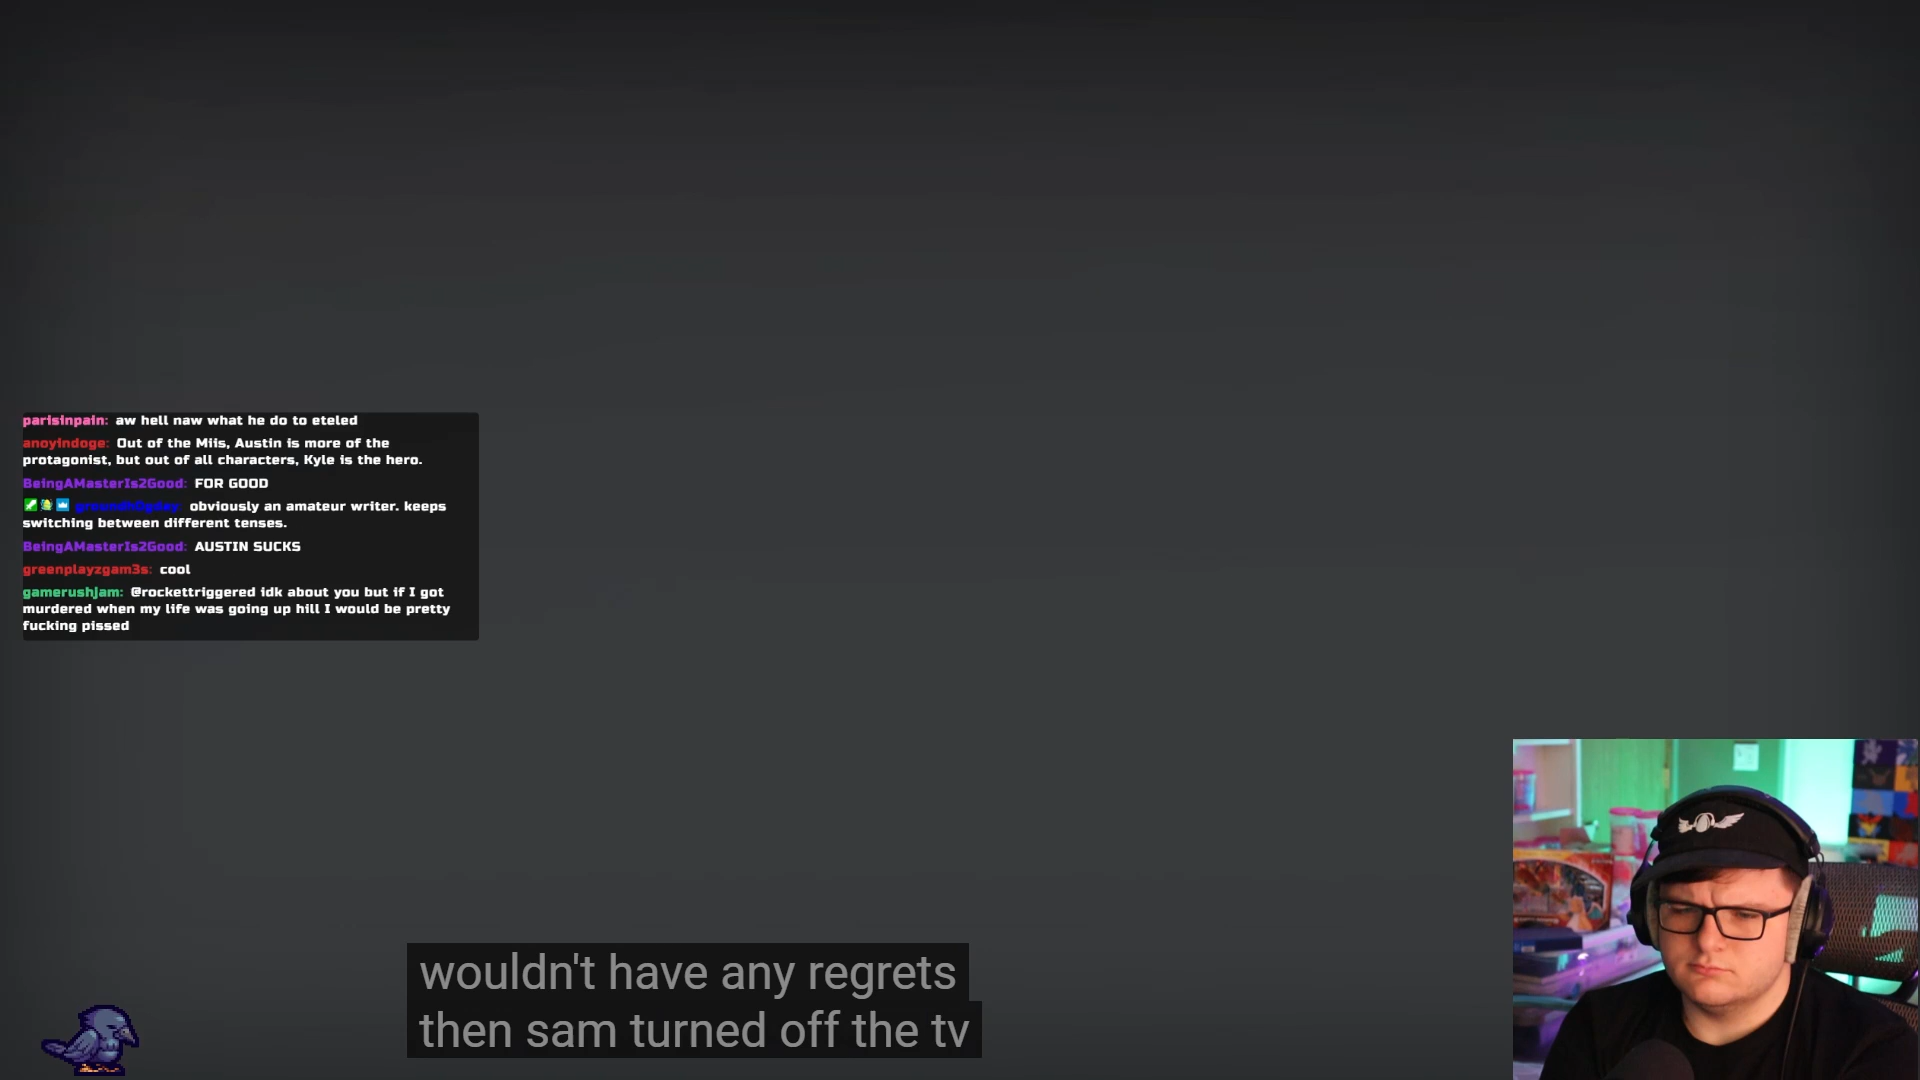 parisinpain: aw hell naw what he do to eteled
anoyindoge: Out of the Miis, Austin is more of the
protagonist, but out of all characters, Kyle is the hero.
BeingAMasterIs2Good: FOR GOOD
obviously an amateur writer. keeps
switching between different tenses.
BeingAMasterIs2Good: AUSTIN SUCKS
greenplayzgam3s: cool
gamerushjam: @rockettriggered idk about you but if I got
murdered when my life was going up hill I would be pretty
fucking pissed
wouldn't have any regrets
then sam turned off the tv